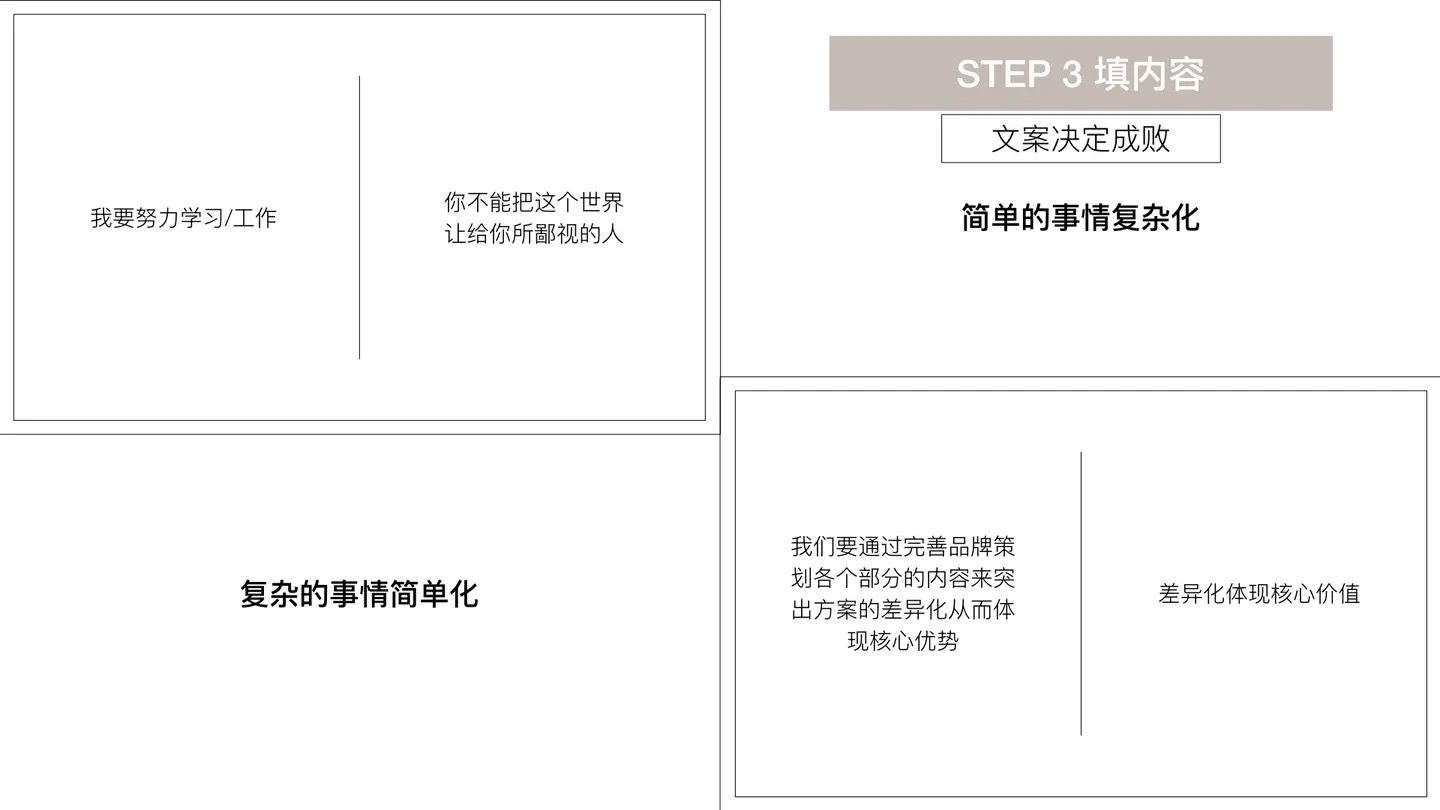 我要努力学习/工作
你不能把这个世界
让给你所鄙视的人
STEP 3 填内容
文案决定成败
简单的事情复杂化
复杂的事情简单化
我们要通过完善品牌策
划各个部分的内容来突
出方案的差异化从而体
现核心优势
差异化体现核心价值